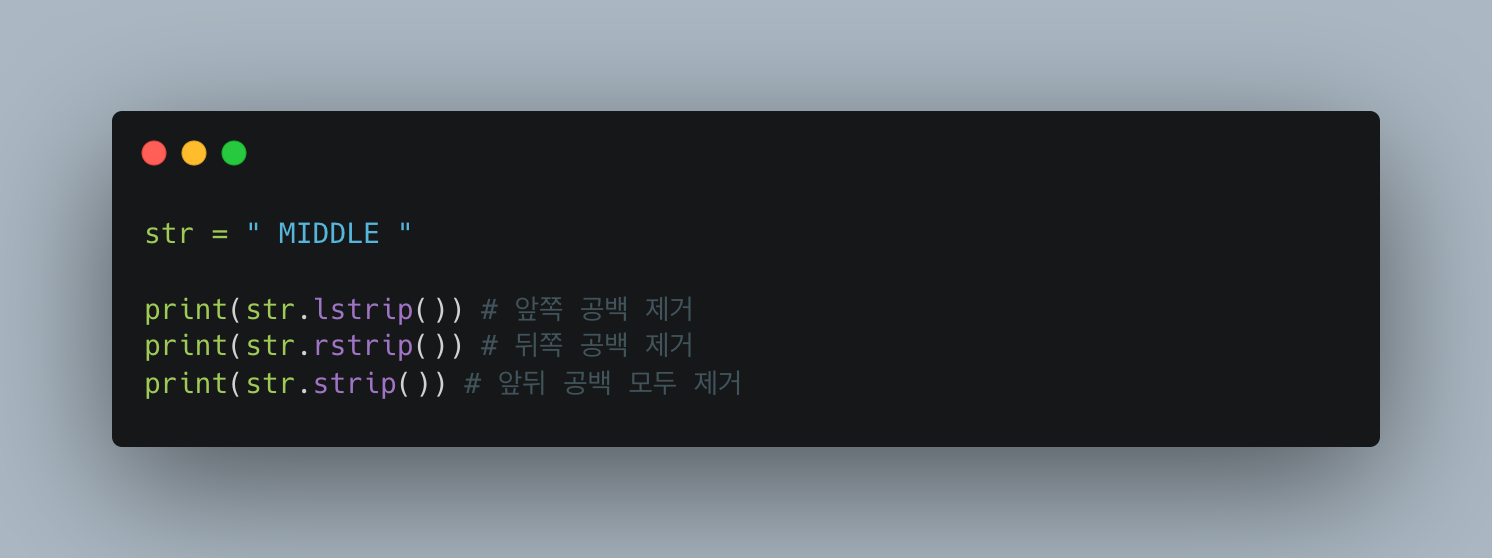 str = " MIDDLE "
print(str.lstrip()) # 앞쪽 공백 제거
print(str.rstrip()) # 뒤쪽 공백 제거
print(str.strip()) # 앞뒤 공백 모두 제거